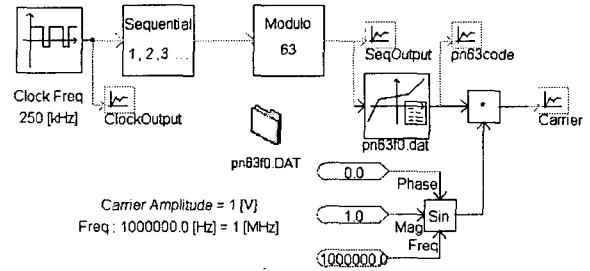 Sequential
1, 2, 3 ...
Modulo
63
SeqOutput
pn63code
Clock Freq
250 [kHz]
ClockOutput
pn63f0.DAT
pn63f0.dat
Carrier
0.0
Phase
Carrier Amplitude = 1 [V]
1.0
Mag
Sin
Freq : 1000000.0 [Hz] = 1 [MHz]
Freq
1000000.0